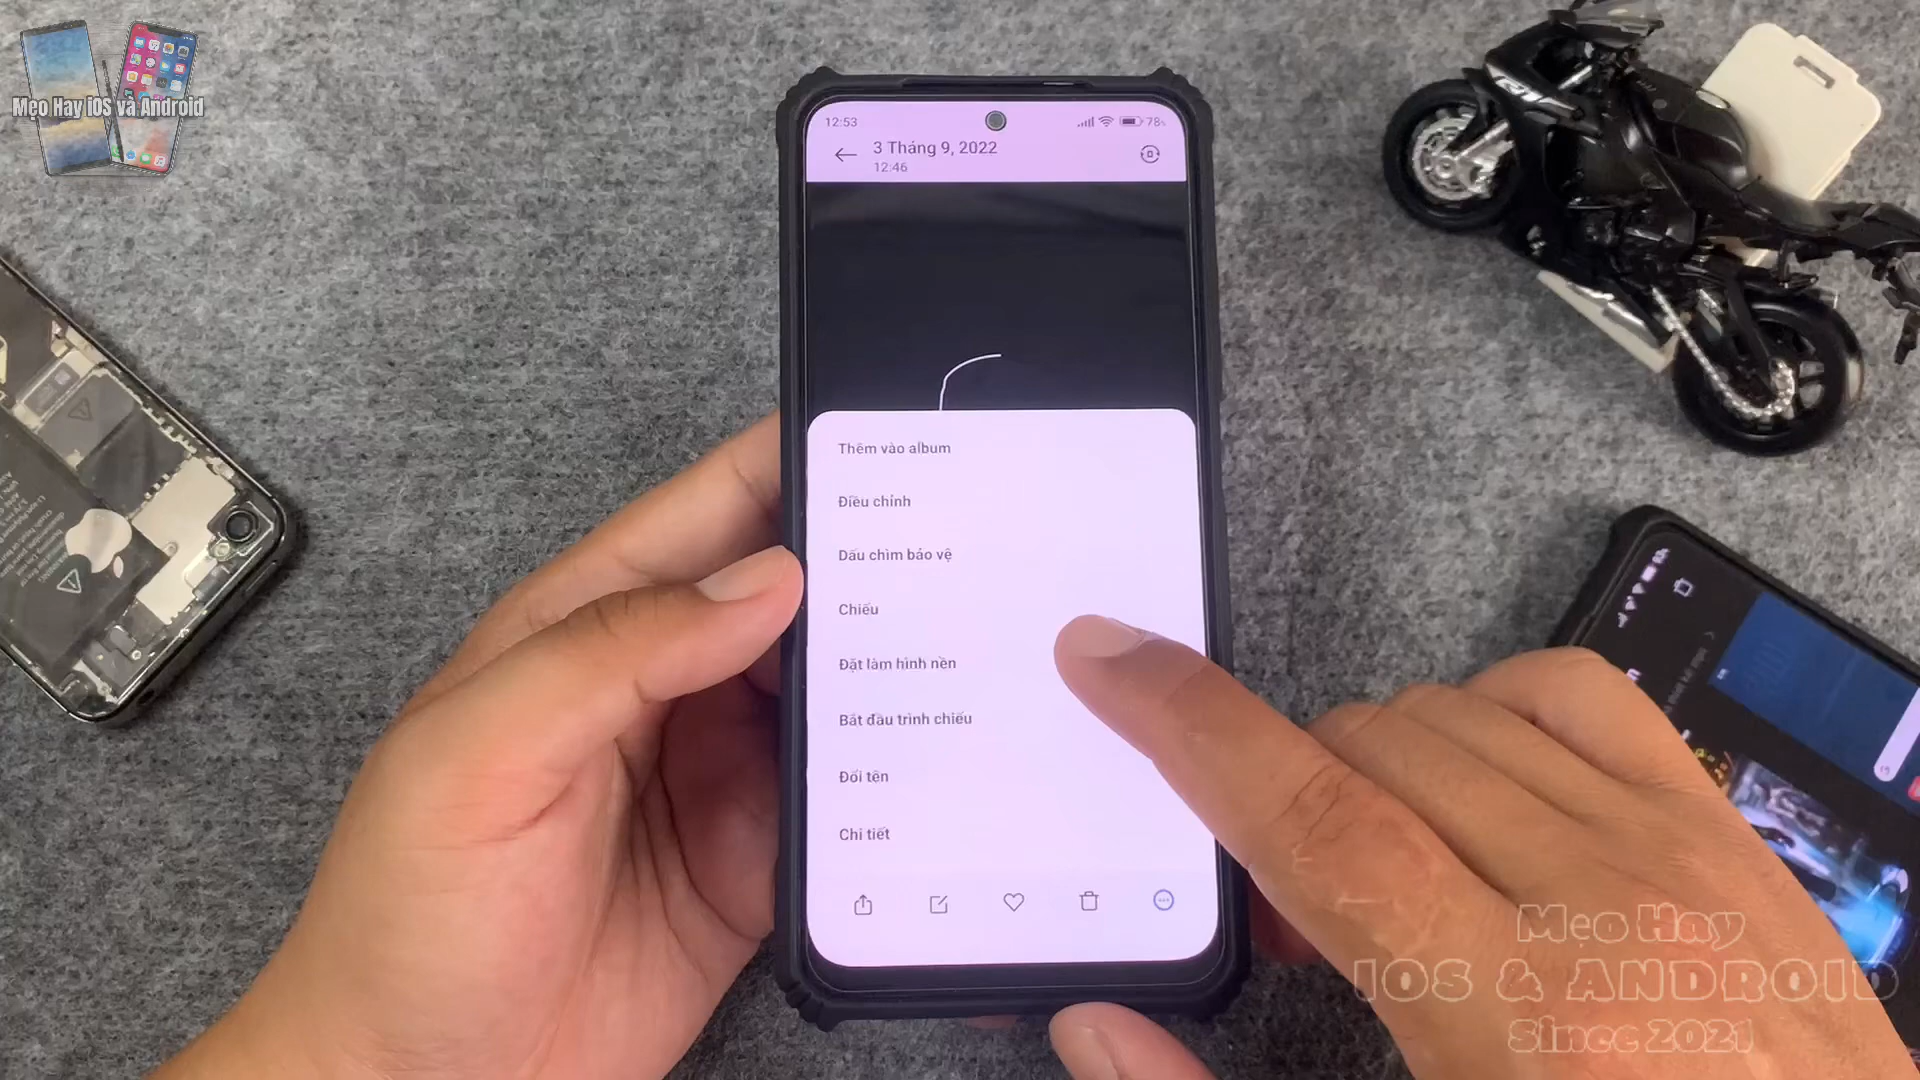 Mẹo Hay iOS và Android
12:53
78
3 Tháng 9, 2022
12:46
Thêm vào album
Điều chỉnh
Dấu chìm bảo vệ
Chiếu
Đặt làm hình nền
Bắt đầu trình chiếu
Đổi tên
Chi tiết
Mẹo Hay
IOS & ANDROID
Since 2021